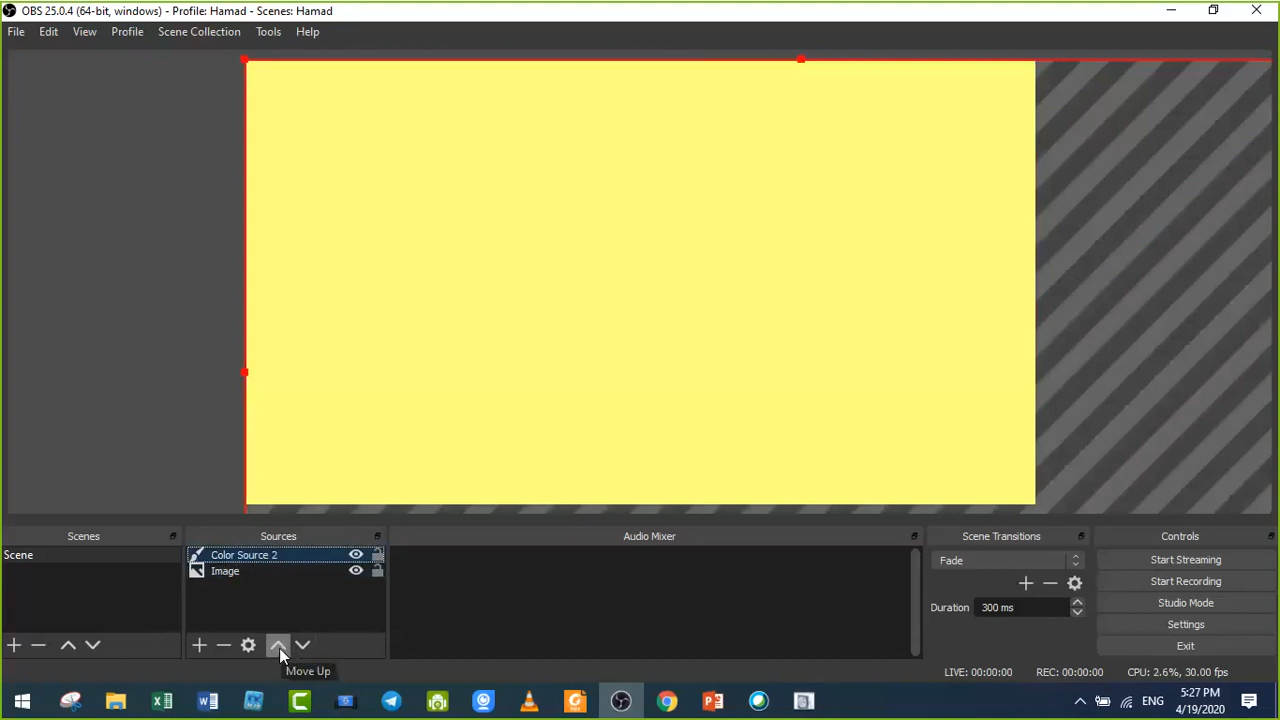 OBS 25.0.4 (64-bit, windows) - Profile: Hamad - Scenes: Hamad
File Edit View Profile Scene Collection Tools Help
Scenes
Sources
Audio Mixer
Scene Transitions
Controls
Scene
Color Source 2
Image
Fade
Duration 300 ms
Start Streaming
Start Recording
Studio Mode
Settings
Exit
Move Up
LIVE: 00:00:00 REC: 00:00:00 CPU: 2.6%, 30.00 fps
ENG
5:27 PM
4/19/2020